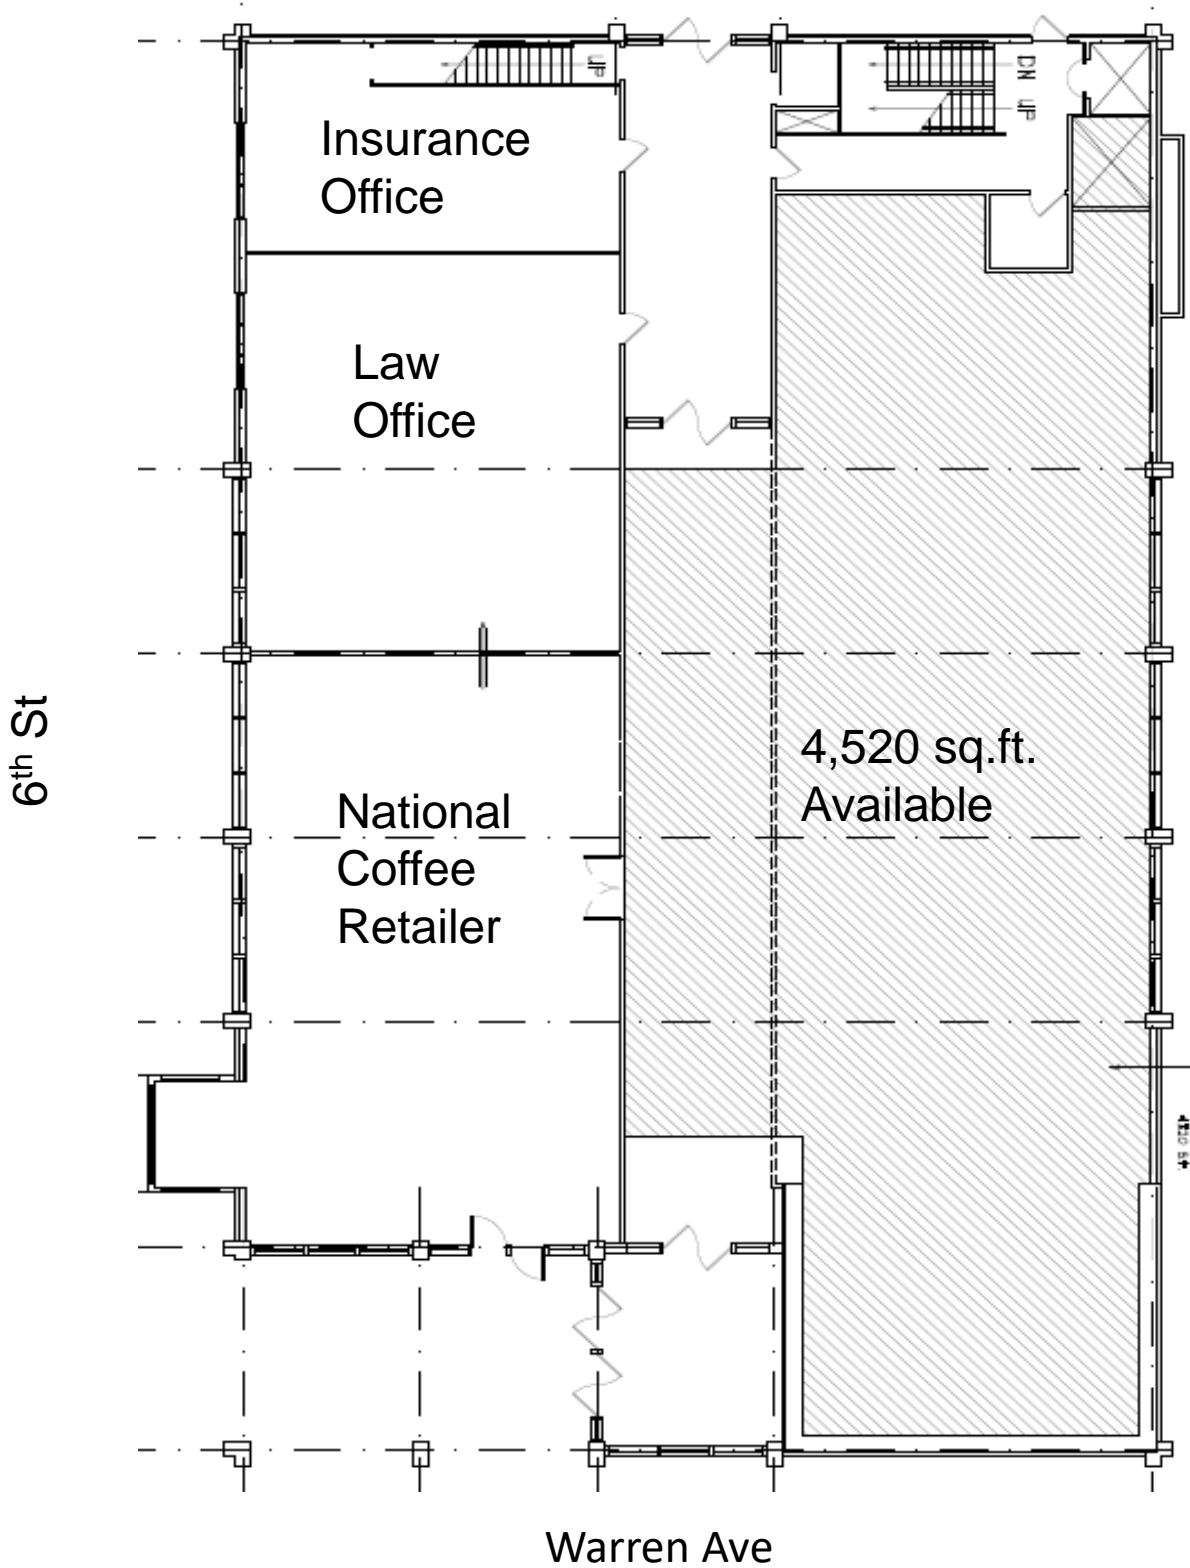 UP
DN
UP
Insurance
Office
Law
Office
6th St
4,520 sq.ft.
Available
National
Coffee
Retailer
Warren Ave